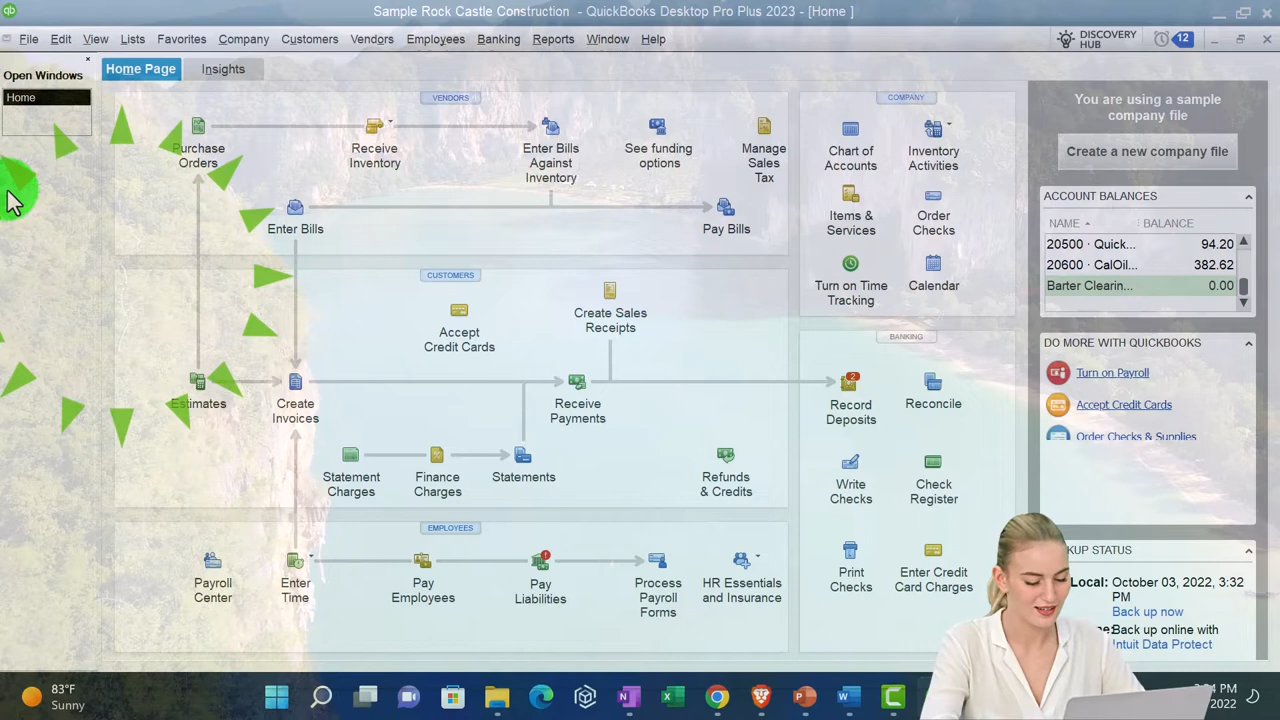 Sample Rock Castle Construction - QuickBooks Desktop Pro Plus 2023 - [Home ]
File Edit View Lists Favorites Company Customers Vendors Employees Banking Reports Window Help
DISCOVERY
HUB
12
Open Windows
Home
Home Page
Insights
VENDORS
Purchase
Orders
Receive
Inventory
Enter Bills
Against
Inventory
See funding
options
Manage
Sales
Tax
Enter Bills
Pay Bills
CUSTOMERS
Accept
Credit Cards
Create Sales
Receipts
Estimates
Create
Invoices
Receive
Payments
Statement
Charges
Finance
Charges
Statements
Refunds
& Credits
EMPLOYEES
Payroll
Center
Enter
Time
Pay
Employees
Pay
Liabilities
Process
Payroll
Forms
HR Essentials
and Insurance
COMPANY
Chart of
Accounts
Inventory
Activities
Items &
Services
Order
Checks
Turn on Time
Tracking
Calendar
BANKING
2
Record
Deposits
Reconcile
Write
Checks
Check
Register
Print
Checks
Enter Credit
Card Charges
You are using a sample
company file
Create a new company file
ACCOUNT BALANCES
NAME BALANCE
20500 · Quick... 94.20
20600 · CalOil... 382.62
Barter Clearin... 0.00
DO MORE WITH QUICKBOOKS
Turn on Payroll
Accept Credit Cards
Order Checks & Supplies
KUP STATUS
Local: October 03, 2022, 3:32
PM
Back up now
Back up online with
Intuit Data Protect
83°F
Sunny
PM
2022